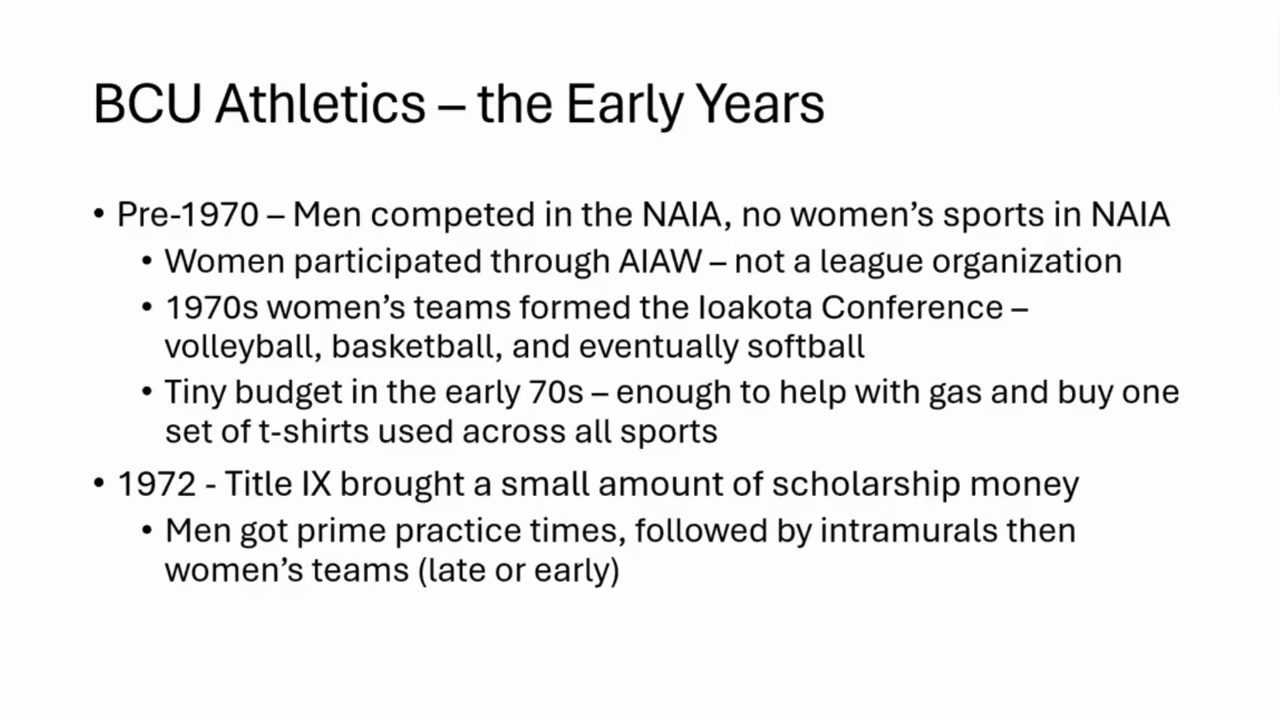 BCU Athletics – the Early Years
• Pre-1970 – Men competed in the NAIA, no women’s sports in NAIA
• Women participated through AIAW – not a league organization
• 1970s women’s teams formed the Ioakota Conference –
volleyball, basketball, and eventually softball
• Tiny budget in the early 70s – enough to help with gas and buy one
set of t-shirts used across all sports
• 1972 - Title IX brought a small amount of scholarship money
• Men got prime practice times, followed by intramurals then
women’s teams (late or early)